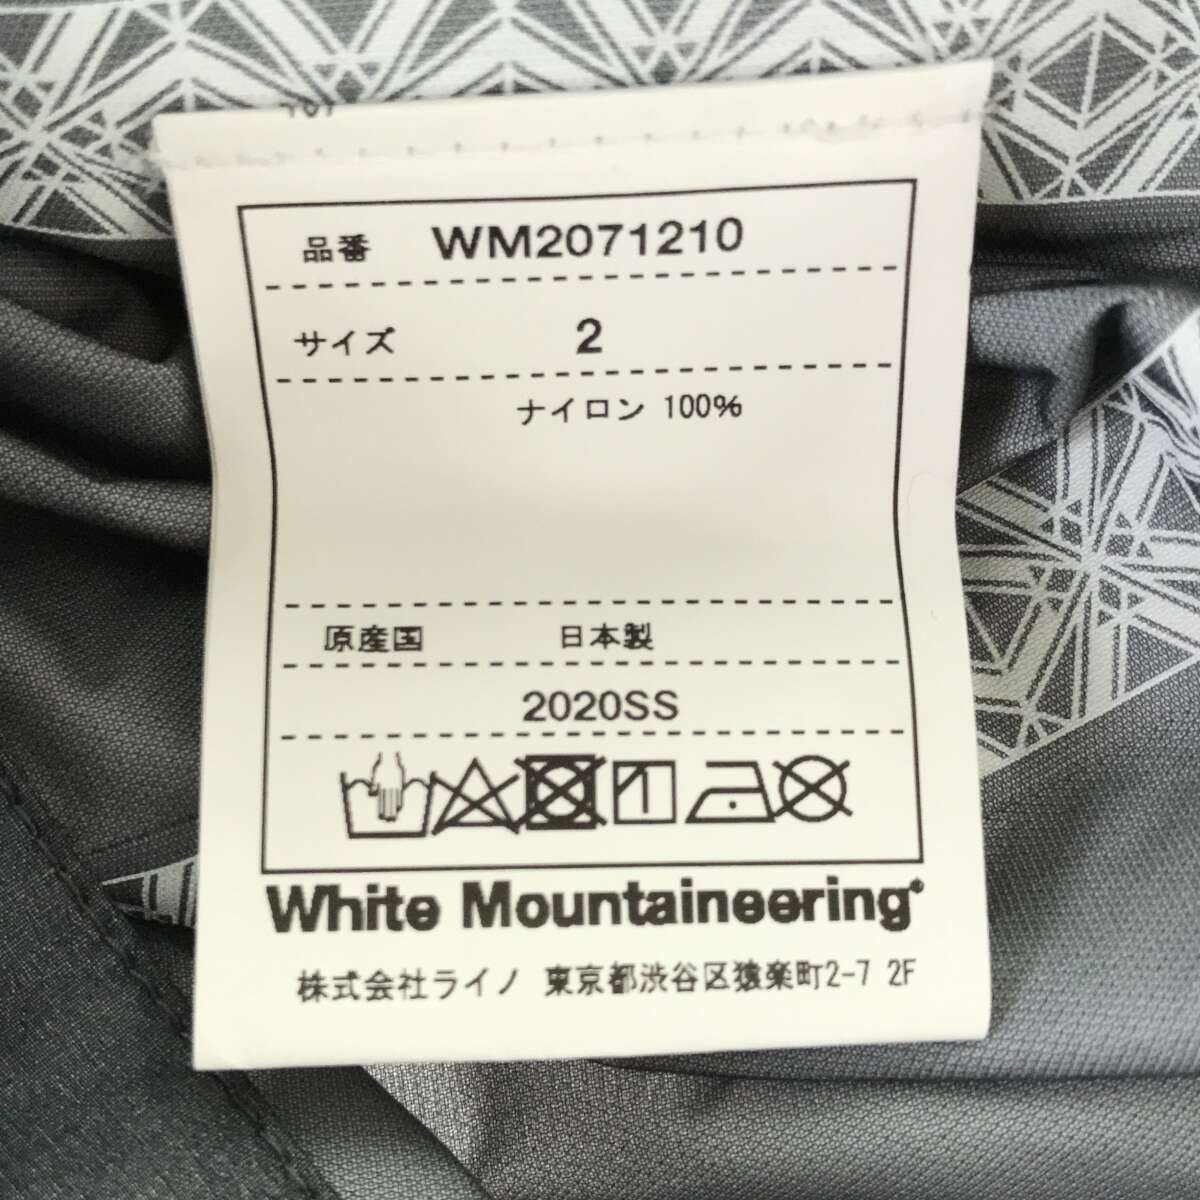 品番 WM2071210
サイズ 2
ナイロン 100%
原産国 日本製
2020SS
White Mountaineering
株式会社ライノ 東京都渋谷区猿楽町2-7 2F